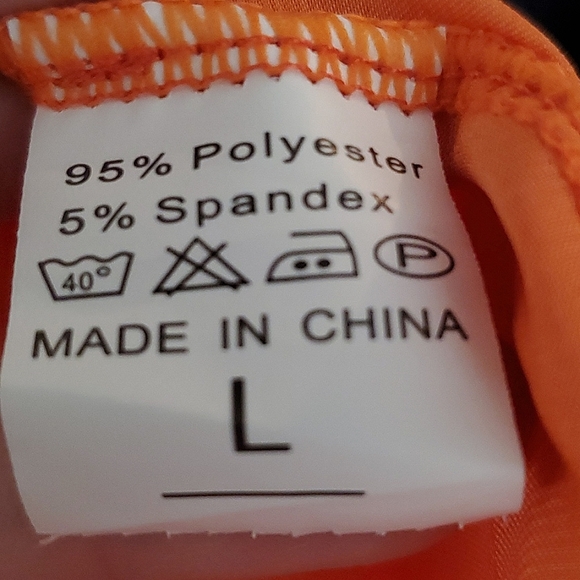 95% Polyester
5% Spandex
40° P
MADE IN CHINA
L